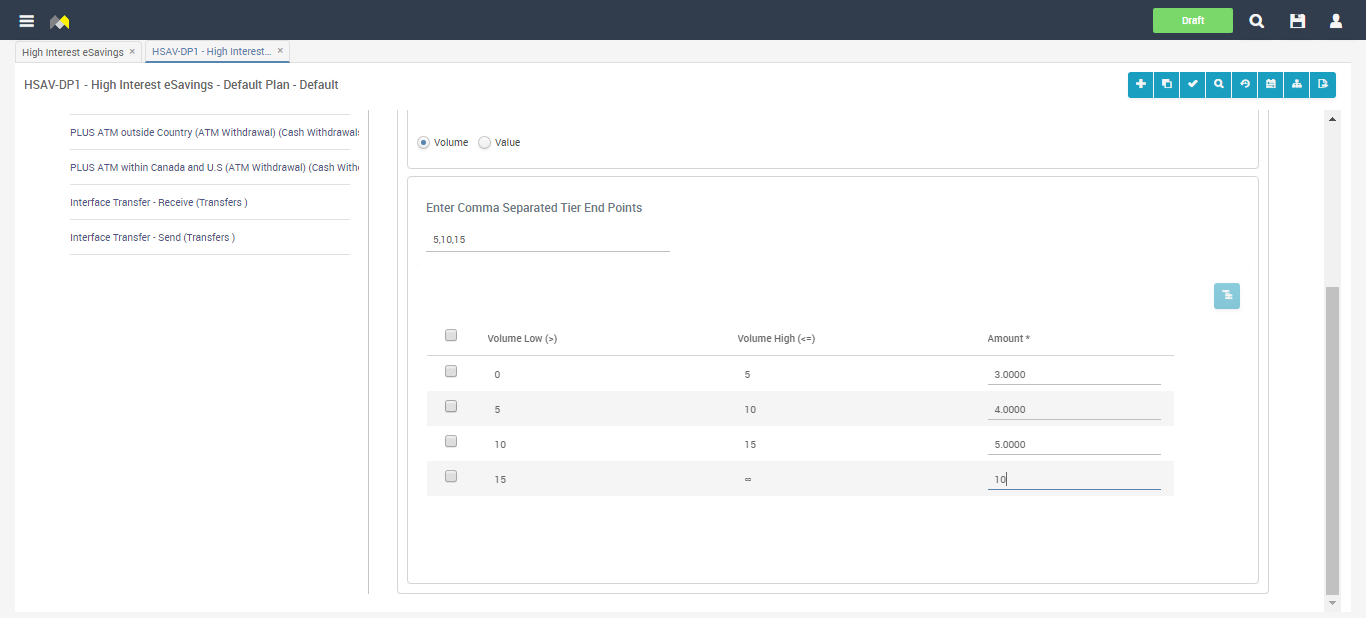 Draft
High Interest eSavings ×
HSAV-DP1 - High Interest... ×
HSAV-DP1 - High Interest eSavings - Default Plan - Default
PLUS ATM outside Country (ATM Withdrawal) (Cash Withdrawals
PLUS ATM within Canada and U.S (ATM Withdrawal) (Cash With
Interface Transfer - Receive (Transfers )
Interface Transfer - Send (Transfers )
Volume Value
Enter Comma Separated Tier End Points
5,10,15
Volume Low (>) Volume High (<=) Amount *
0 5 3.0000
5 10 4.0000
10 15 5.0000
15 ∞ 10